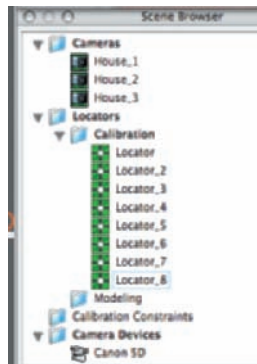 Scene Browser
Cameras
House_1
House_2
House_3
Locators
Calibration
Locator
Locator_2
Locator_3
Locator_4
Locator_5
Locator_6
Locator_7
Locator_8
Modeling
Calibration Constraints
Camera Devices
Canon 5D